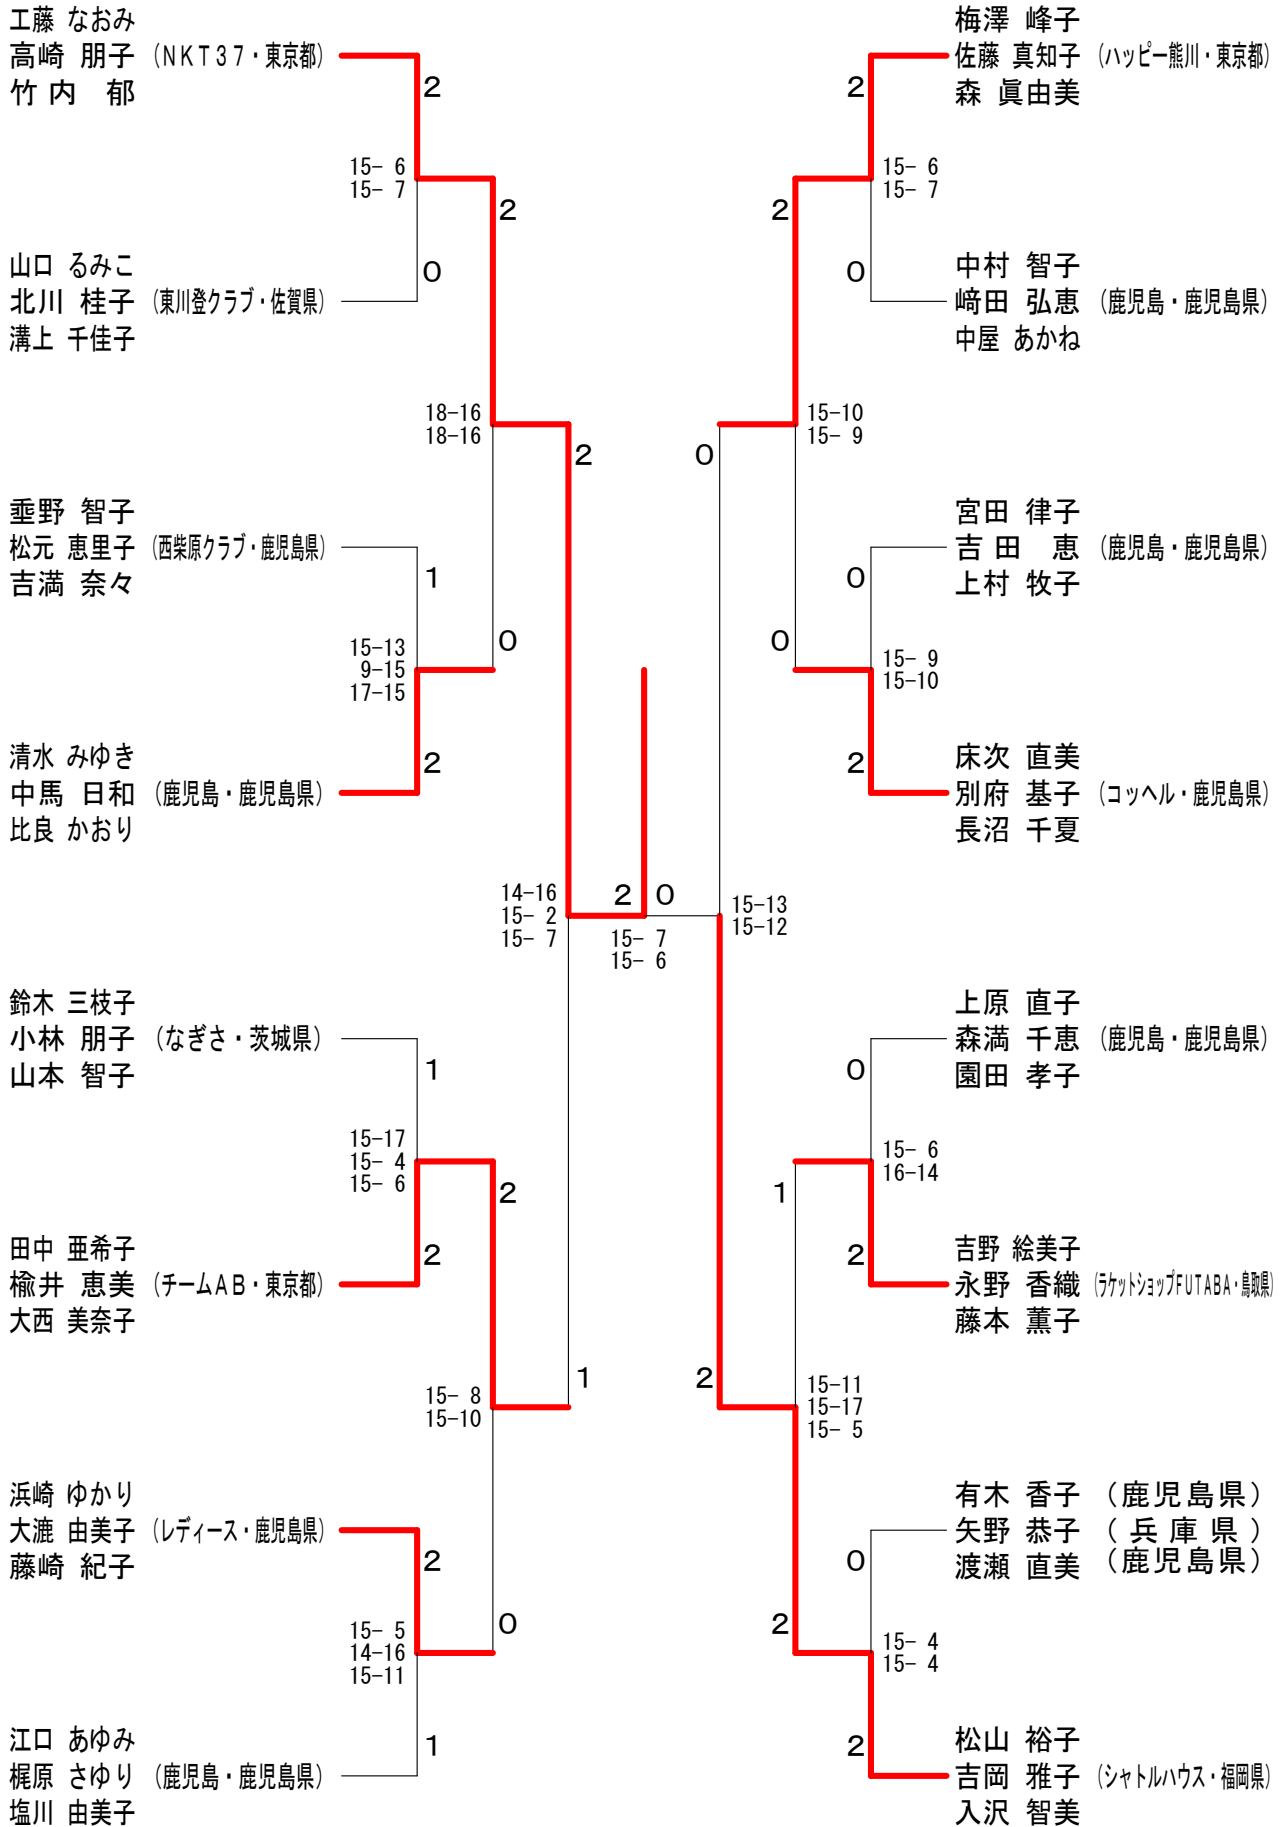 工藤 なおみ
高崎 朋子 （ＮＫＴ３７・東京都）
竹 内 郁
2
15- 6
15- 7
2
山口 るみこ
北川 桂子 （東川登クラブ・佐賀県）
溝上 千佳子
0
18-16
18-16
2
垂野 智子
松元 恵里子 （西柴原クラブ・鹿児島県）
吉満 奈々
1
15-13
9-15
17-15
0
清水 みゆき
中馬 日和 （鹿児島・鹿児島県）
比良 かおり
2
14-16
15- 2
15- 7
2 0
15- 7
15- 6
鈴木 三枝子
小林 朋子 （なぎさ・茨城県）
山本 智子
1
15-17
15- 4
15- 6
2
田中 亜希子
楡井 恵美 （チームＡＢ・東京都）
大西 美奈子
2
15- 8
15-10
1
浜崎 ゆかり
大漉 由美子 （レディース・鹿児島県）
藤崎 紀子
2
15- 5
14-16
15-11
0
江口 あゆみ
梶原 さゆり （鹿児島・鹿児島県）
塩川 由美子
1
梅澤 峰子
佐藤 真知子 （ハッピー熊川・東京都）
森 眞由美
2
15- 6
15- 7
2
中村 智子
﨑田 弘恵 （鹿児島・鹿児島県）
中屋 あかね
0
15-10
15- 9
0
宮田 律子
吉 田 恵 （鹿児島・鹿児島県）
上村 牧子
0
15- 9
15-10
0
床次 直美
別府 基子 （コッヘル・鹿児島県）
長沼 千夏
2
15-13
15-12
上原 直子
森満 千恵 （鹿児島・鹿児島県）
園田 孝子
0
15- 6
16-14
1
吉野 絵美子
永野 香織 （ラケットショップＦＵＴＡＢＡ・鳥取県）
藤本 薫子
2
15-11
15-17
15- 5
2
有木 香子 （鹿児島県）
矢野 恭子 （ 兵 庫 県 ）
渡瀬 直美 （鹿児島県）
0
15- 4
15- 4
2
松山 裕子
吉岡 雅子 （シャトルハウス・福岡県）
入沢 智美
2